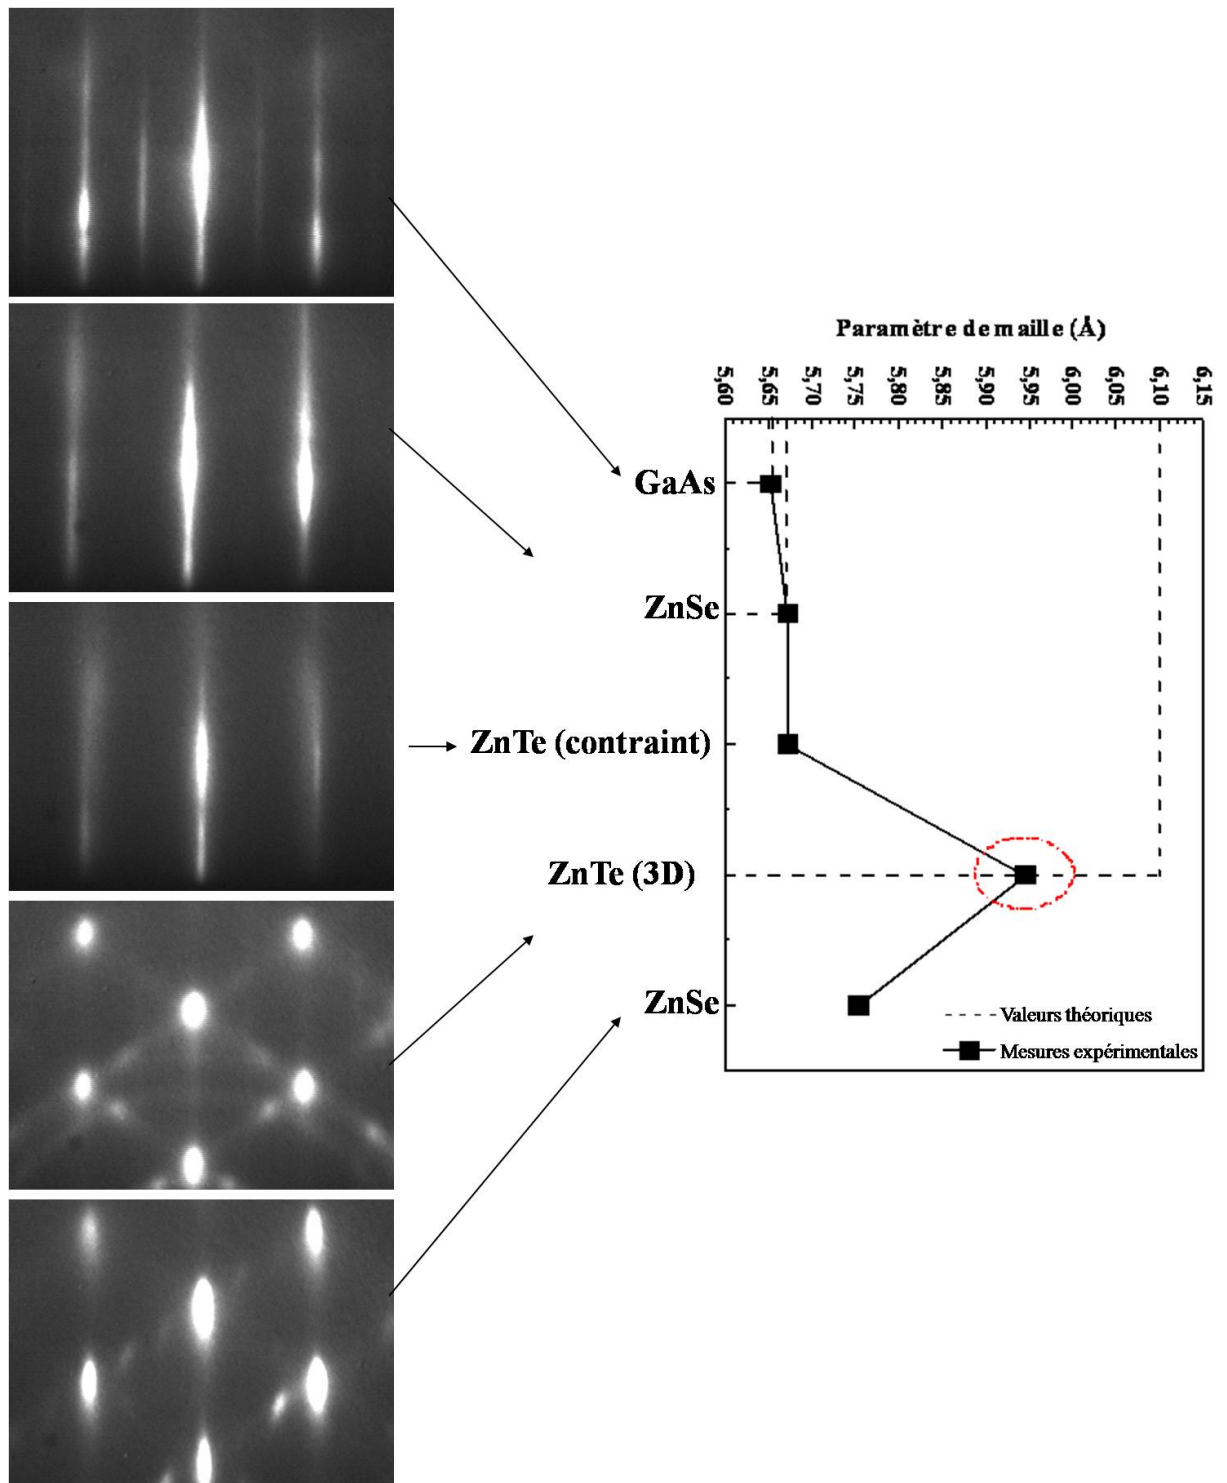 Paramètre de maille (Å)
5,60
5,65
5,70
5,75
5,80
5,85
5,90
5,95
6,00
6,05
6,10
6,15
GaAs
ZnSe
ZnTe (contraint)
ZnTe (3D)
ZnSe
Valeurs théoriques
Mesures expérimentales